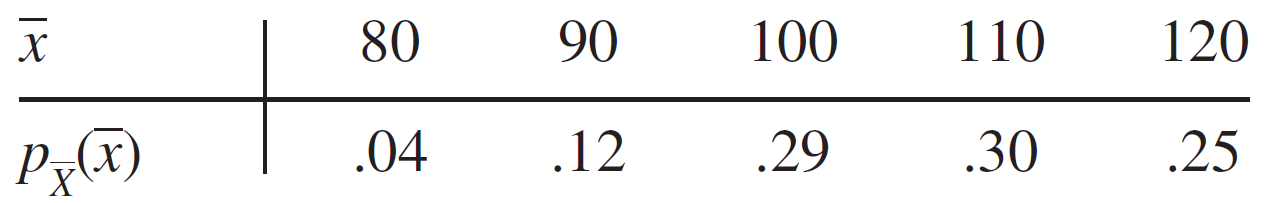 x̅ 80 90 100 110 120
p_X̅(x̅) .04 .12 .29 .30 .25